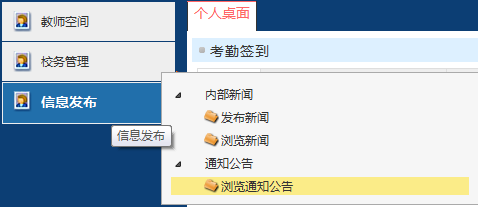 教师空间
校务管理
信息发布
信息发布
个人桌面
考勤签到
内部新闻
发布新闻
浏览新闻
通知公告
浏览通知公告